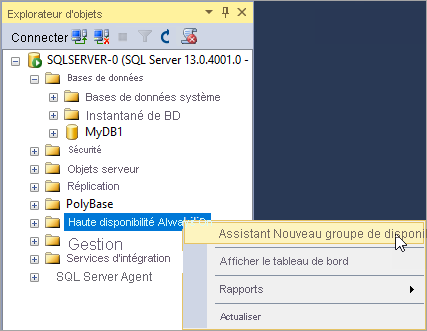 Explorateur d'objets
Connecter
SQLSERVER-0 (SQL Server 13.0.4001.0 -
Bases de données
Bases de données système
Instantané de BD
MyDB1
Sécurité
Objets serveur
Réplication
PolyBase
Haute disponibilité
Assistant Nouveau groupe de disponi
Gestion
Services d'intégration
Afficher le tableau de bord
SQL Server Agent
Rapports
Actualiser